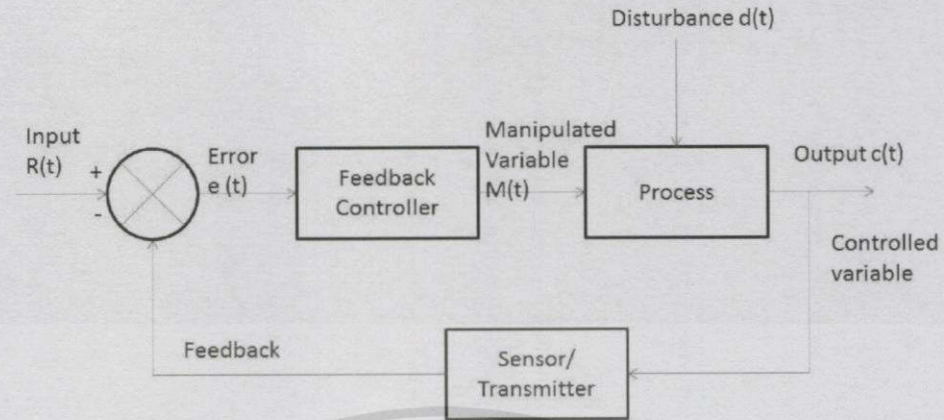 Disturbance d(t)
Input
R(t)
+
-
Error
e (t)
Feedback
Controller
Manipulated
Variable
M(t)
Process
Output c(t)
Controlled
variable
Feedback
Sensor/
Transmitter